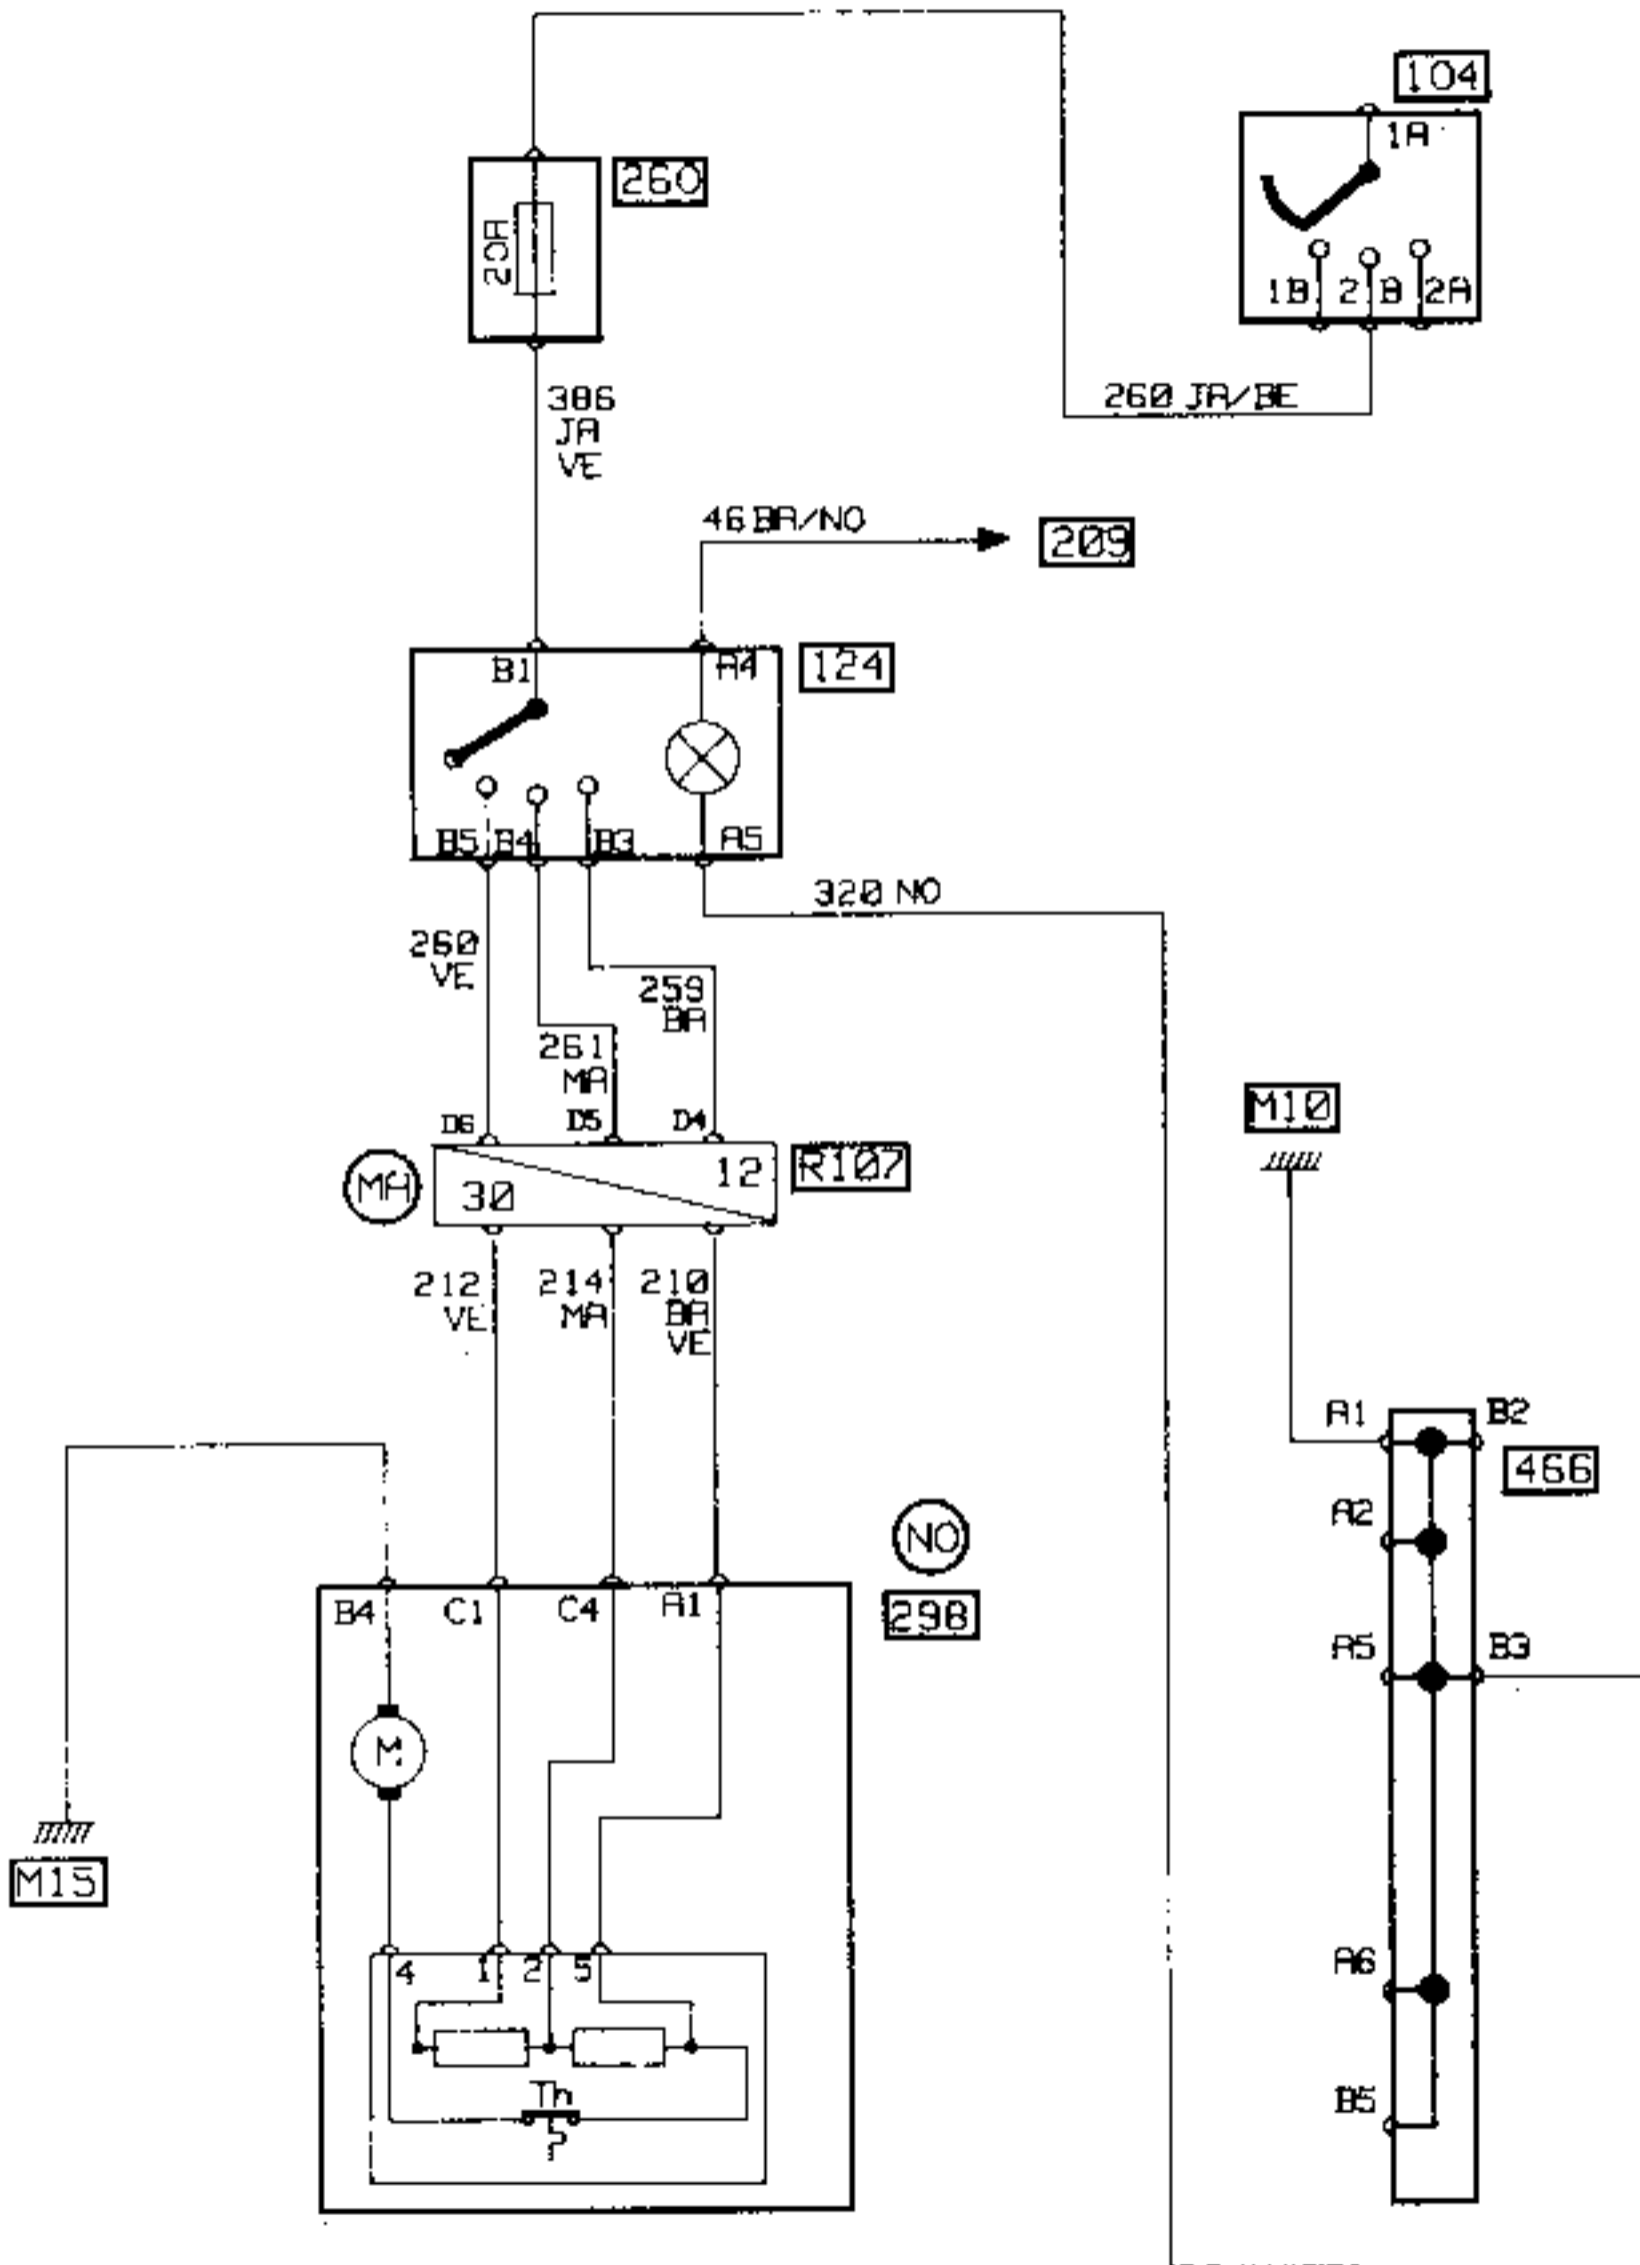 104
1A
260
20A
1B 2 B 2A
260 JA/BE
386
JA
VE
46 BA/NO
209
B1
A4
124
B5 B4 B3 A5
320 NO
260
VE
259
BA
261
MA
M10
D6 D5 D4
MA
30
12
R107
212
VE
214
MA
210
BA
VE
A1
B2
466
A2
NO
298
B4 C1 C4 A1
A5
B3
M
M15
4 1 2 5
A6
Th
B5